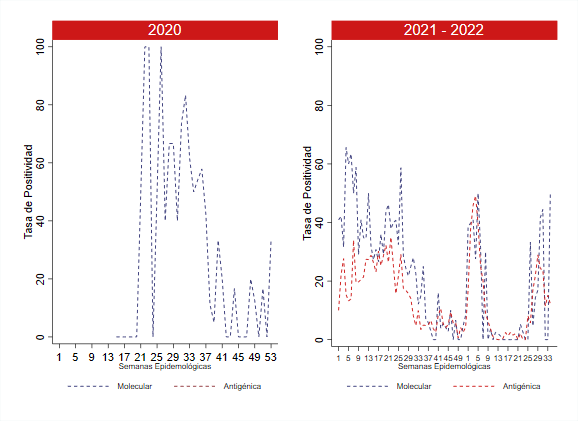 2020
Tasa de Positividad
100
80
60
40
20
0
1 5 9 13 17 21 25 29 33 37 41 45 49 53
Semanas Epidemológicas
Molecular Antigénica
2021 - 2022
Tasa de Positividad
100
80
60
40
20
0
1 5 9 13 17 21 25 29 33 37 41 45 49 1 5 9 13 17 21 25 29 33
Semanas Epidemológicas
Molecular Antigénica